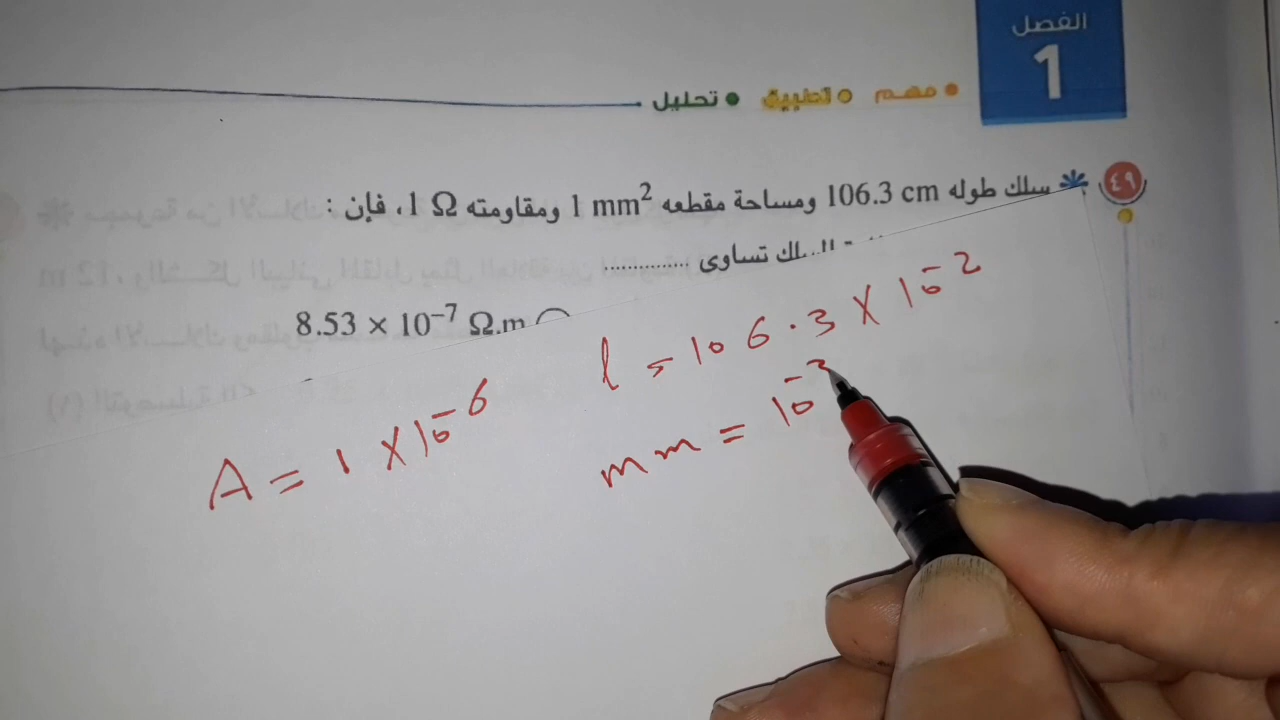 الفصل
1
مهم تطبيق تحليل
٤٩ سلك طوله 106.3 cm ومساحة مقطعه 1 mm² ومقاومته 1 Ω، فإن :
السلك تساوى ..............
8.53 × 10⁻⁷ Ω.m
l = 106.3 X 10⁻²
mm = 10⁻³
A = 1 X 10⁻⁶